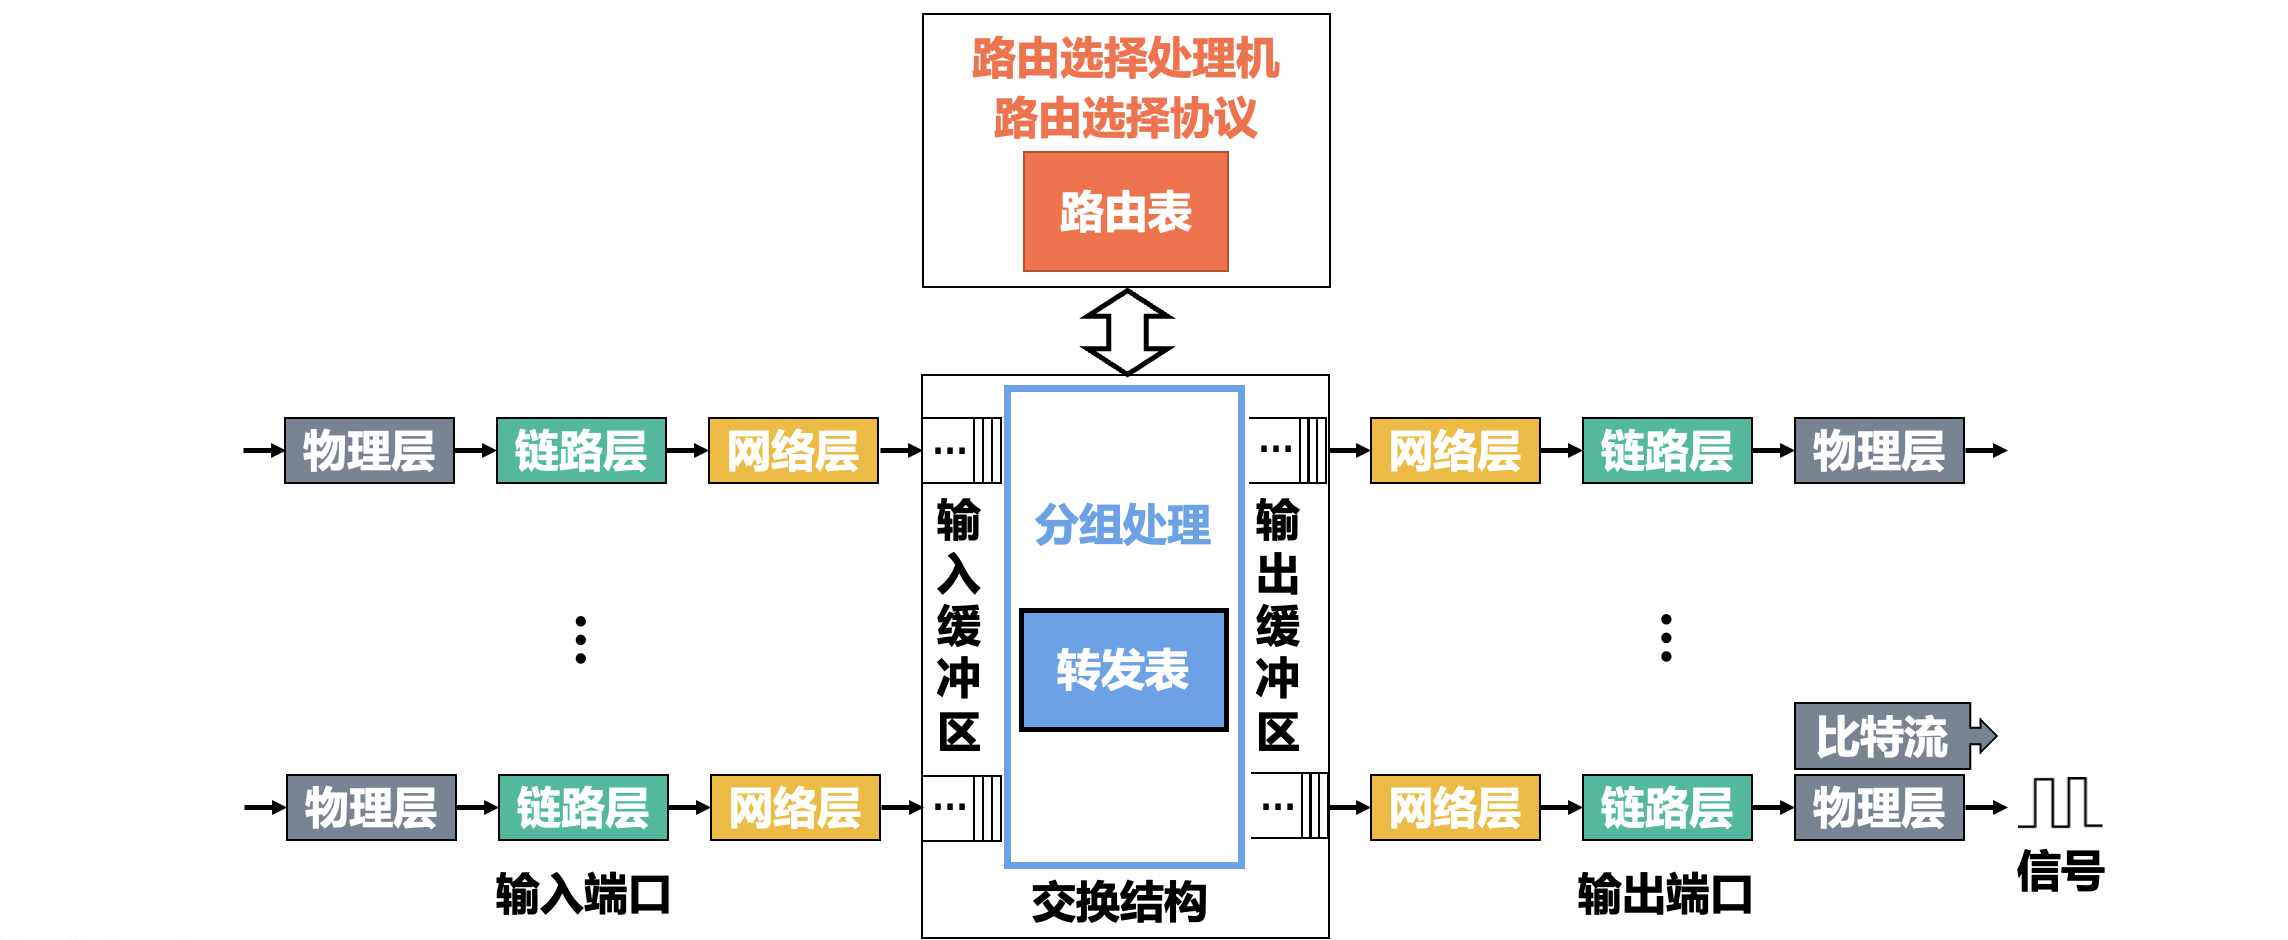 路由选择处理机
路由选择协议
路由表
物理层
链路层
网络层
...
...
网络层
链路层
物理层
输入缓冲区
分组处理
转发表
输出缓冲区
比特流
物理层
链路层
网络层
...
...
网络层
链路层
物理层
输入端口
交换结构
输出端口
信号